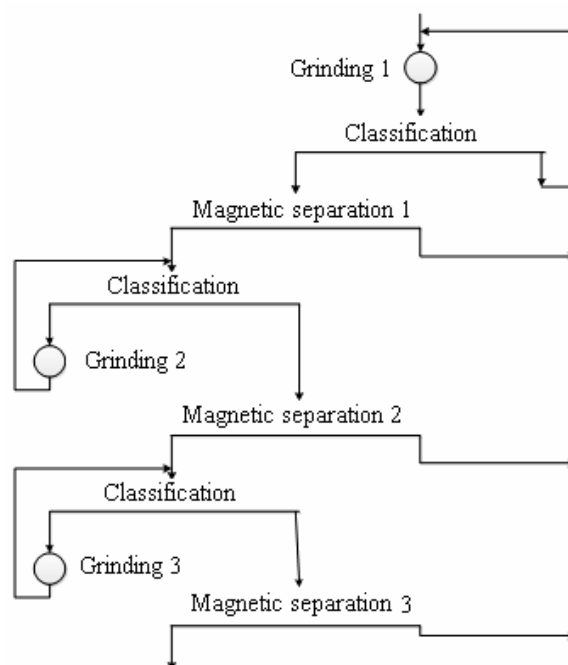 Grinding 1
Classification
Magnetic separation 1
Classification
Grinding 2
Magnetic separation 2
Classification
Grinding 3
Magnetic separation 3